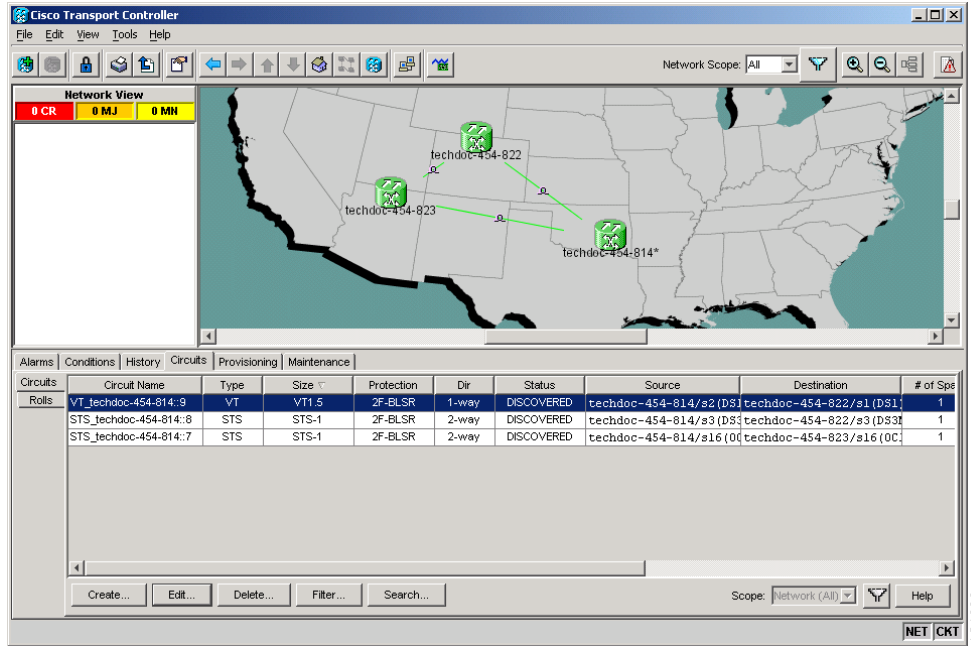 Cisco Transport Controller
File Edit View Tools Help
Network Scope: All
Network View
0 CR 0 MJ 0 MN
techdoc-454-822
techdoc-454-823
techdoc-454-814*
Alarms Conditions History Circuits Provisioning Maintenance
Circuits
Rolls
Circuit Name Type Size Protection Dir Status Source Destination # of Spa
VT_techdoc-454-814::9 VT VT1.5 2F-BLSR 1-way DISCOVERED techdoc-454-814/s2(DS1 techdoc-454-822/s1(DS1) 1
STS_techdoc-454-814::8 STS STS-1 2F-BLSR 2-way DISCOVERED techdoc-454-814/s3(DS3 techdoc-454-822/s3(DS3 1
STS_techdoc-454-814::7 STS STS-1 2F-BLSR 2-way DISCOVERED techdoc-454-814/s16(OC techdoc-454-823/s16(OC 1
Create... Edit... Delete... Filter... Search... Scope: Network (All) Help
NET CKT